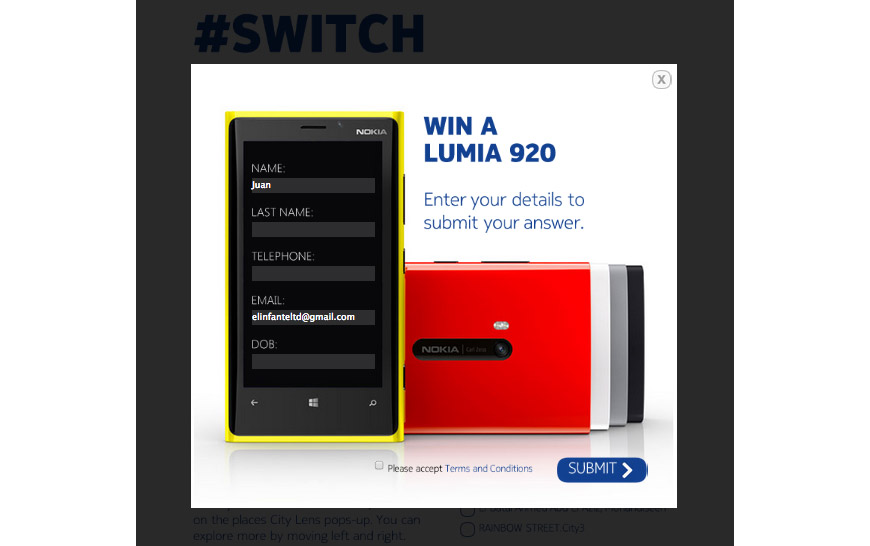 #SWITCH
X
WIN A
LUMIA 920
Enter your details to
submit your answer.
NOKIA
NAME:
Juan
LAST NAME:
TELEPHONE:
EMAIL:
elinfanteltd@gmail.com
DOB:
NOKIA
Please accept Terms and Conditions
SUBMIT
on the places City Lens pops-up. You can
explore more by moving left and right.
RAINBOW STREET,City3